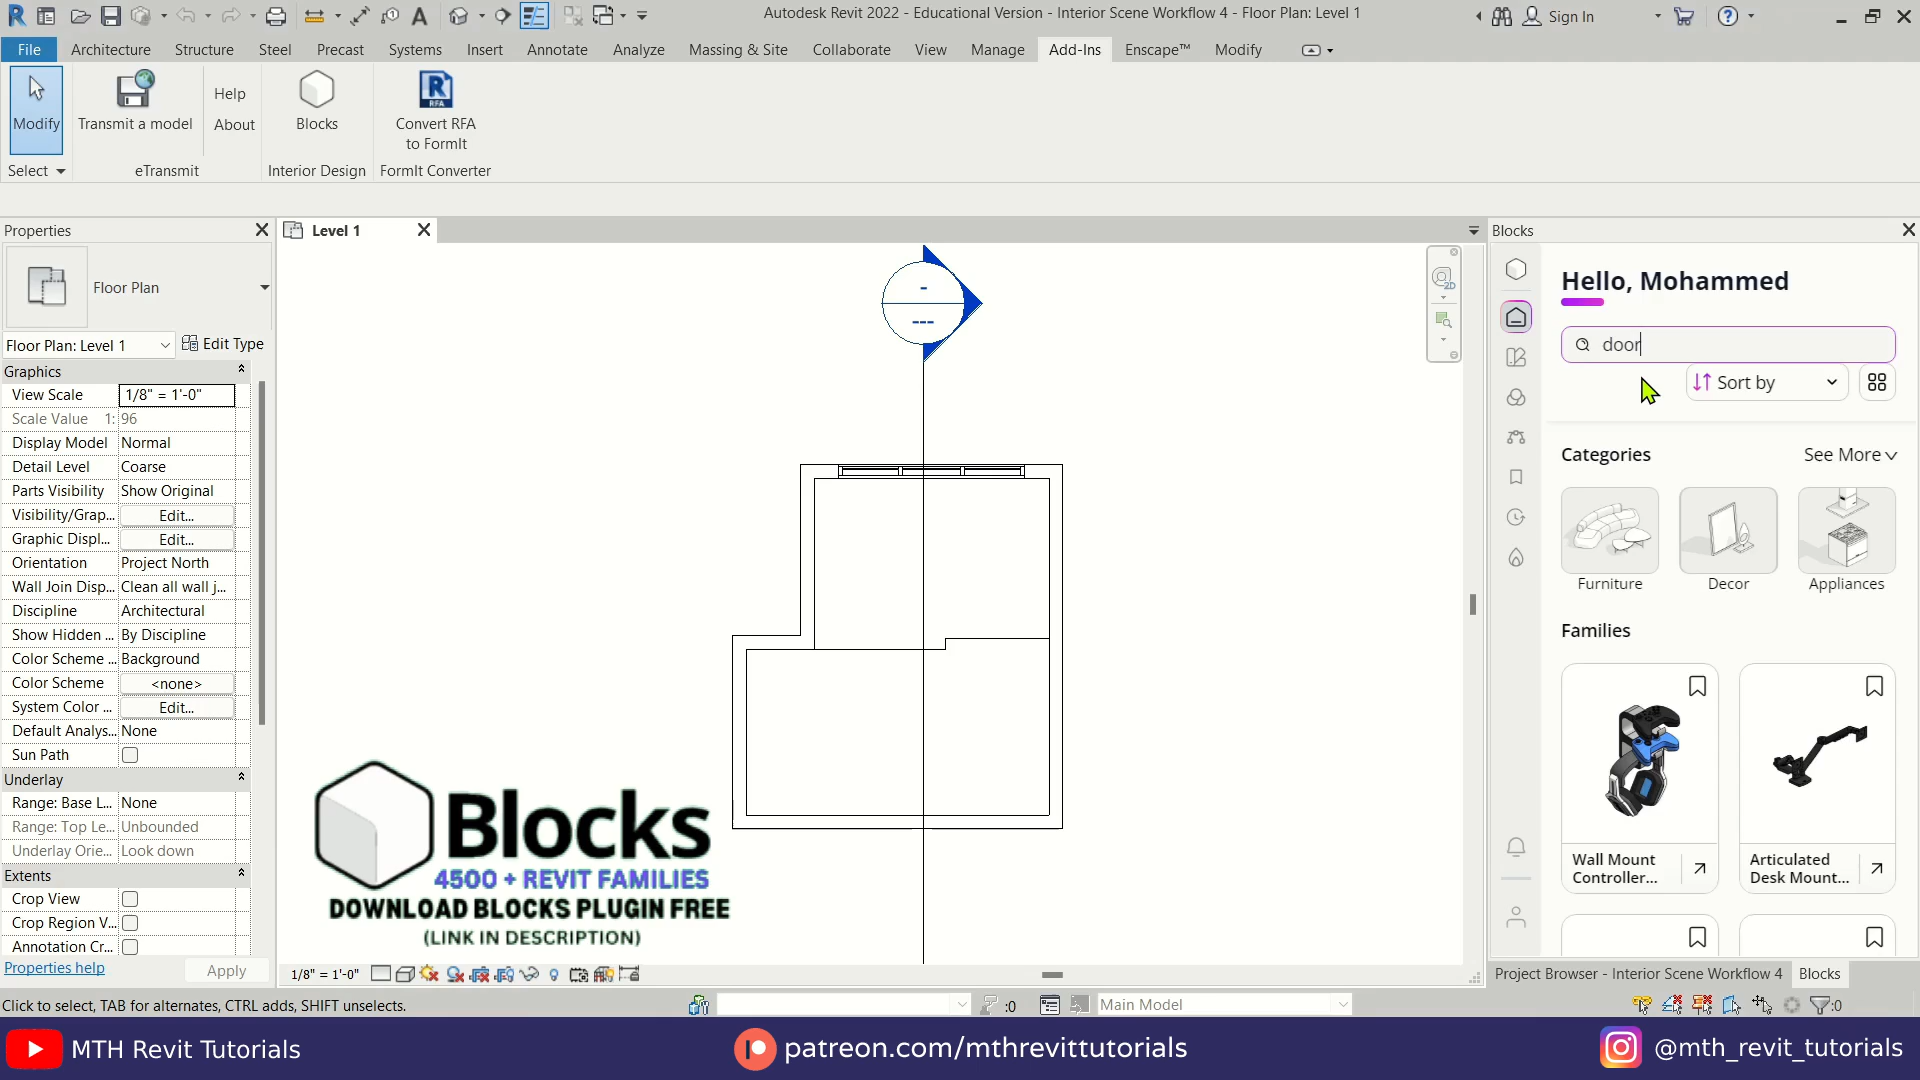 Autodesk Revit 2022 - Educational Version - Interior Scene Workflow 4 - Floor Plan: Level 1
Sign In
File Architecture Structure Steel Precast Systems Insert Annotate Analyze Massing & Site Collaborate View Manage Add-Ins Enscape™ Modify
Modify
Transmit a model
Help
About
Blocks
Convert RFA
to FormIt
Select
eTransmit
Interior Design
FormIt Converter
Properties
Floor Plan
Floor Plan: Level 1
Edit Type
Graphics
View Scale 1/8" = 1'-0"
Scale Value 1: 96
Display Model Normal
Detail Level Coarse
Parts Visibility Show Original
Visibility/Grap... Edit...
Graphic Displ... Edit...
Orientation Project North
Wall Join Disp... Clean all wall j...
Discipline Architectural
Show Hidden ... By Discipline
Color Scheme ... Background
Color Scheme <none>
System Color ... Edit...
Default Analys... None
Sun Path
Underlay
Range: Base L... None
Range: Top Le... Unbounded
Underlay Orie... Look down
Extents
Crop View
Crop Region V...
Annotation Cr...
Properties help
Apply
Level 1
-
---
2D
Blocks
4500 + REVIT FAMILIES
DOWNLOAD BLOCKS PLUGIN FREE
(LINK IN DESCRIPTION)
1/8" = 1'-0"
Blocks
Hello, Mohammed
door
Sort by
Categories
See More
Furniture
Decor
Appliances
Families
Wall Mount
Controller...
Articulated
Desk Mount...
Project Browser - Interior Scene Workflow 4
Blocks
Click to select, TAB for alternates, CTRL adds, SHIFT unselects.
:0
Main Model
:0
MTH Revit Tutorials
patreon.com/mthrevittutorials
@mth_revit_tutorials